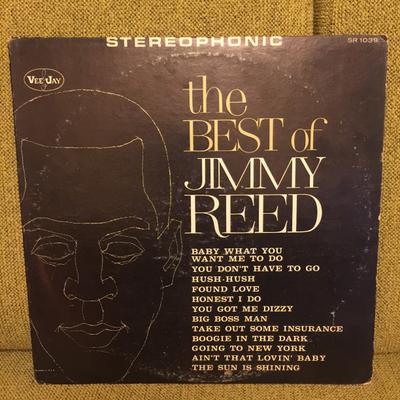 STEREOPHONIC
SR 1039
VEE JAY
the
BEST of
JIMMY
REED
BABY WHAT YOU
WANT ME TO DO
YOU DON'T HAVE TO GO
HUSH-HUSH
FOUND LOVE
HONEST I DO
YOU GOT ME DIZZY
BIG BOSS MAN
TAKE OUT SOME INSURANCE
BOOGIE IN THE DARK
GOING TO NEW YORK
AIN'T THAT LOVIN' BABY
THE SUN IS SHINING